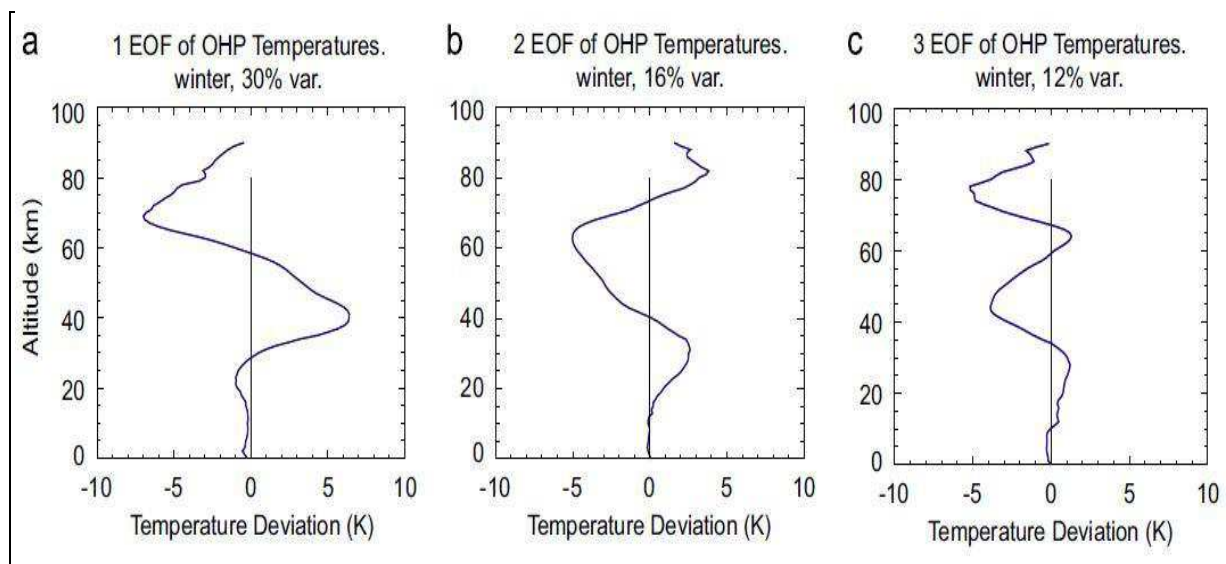 a
1 EOF of OHP Temperatures.
winter, 30% var.
100
80
60
40
20
0
Altitude (km)
-10 -5 0 5 10
Temperature Deviation (K)
b
2 EOF of OHP Temperatures.
winter, 16% var.
100
80
60
40
20
0
-10 -5 0 5 10
Temperature Deviation (K)
c
3 EOF of OHP Temperatures.
winter, 12% var.
100
80
60
40
20
0
-10 -5 0 5 10
Temperature Deviation (K)